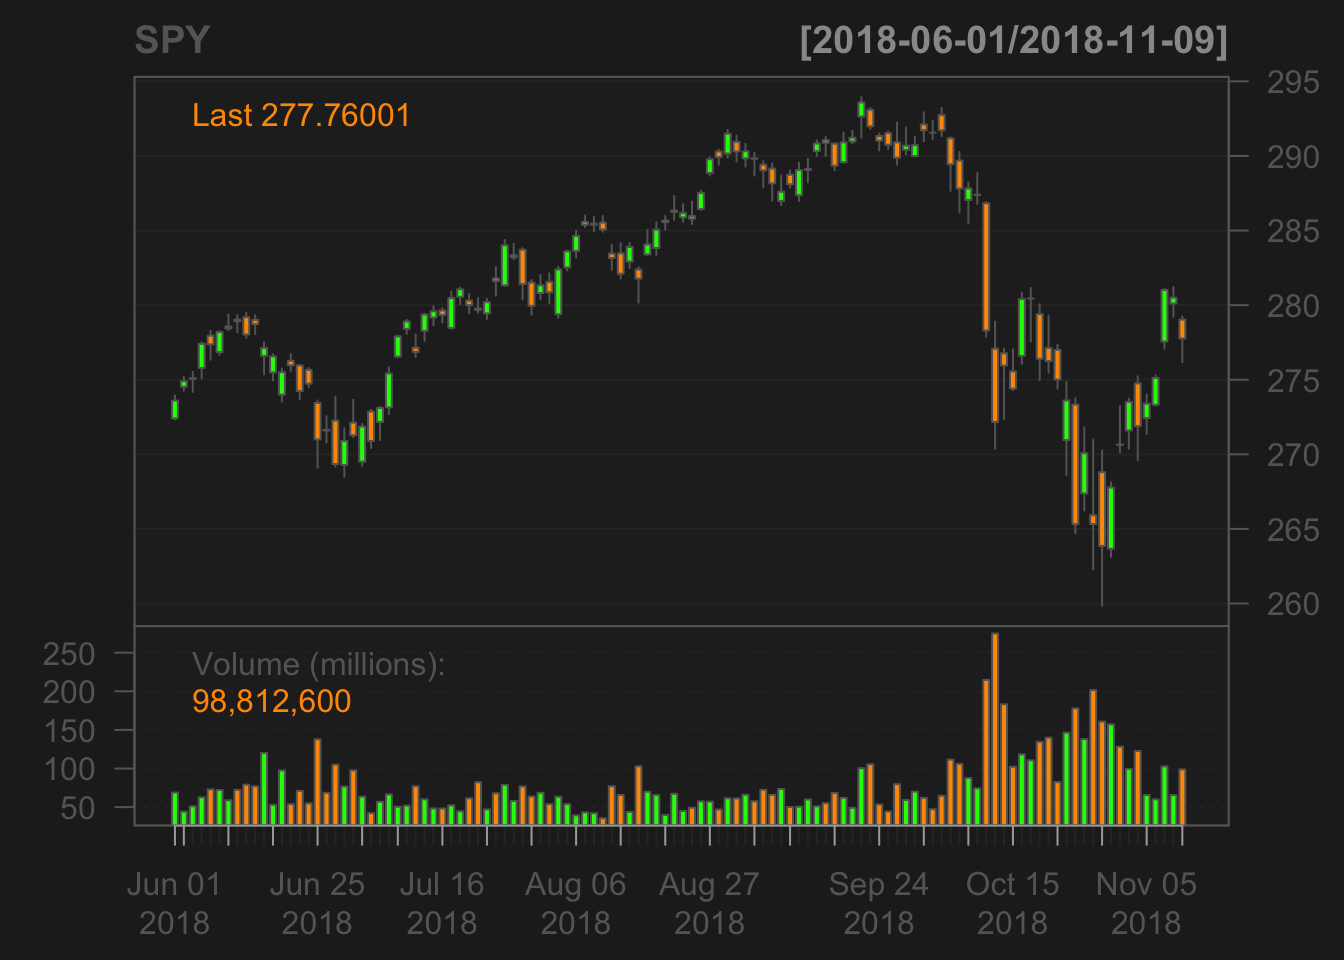 SPY [2018-06-01/2018-11-09]
Last 277.76001
295
290
285
280
275
270
265
260
Volume (millions):
98,812,600
250
200
150
100
50
Jun 01 2018
Jun 25 2018
Jul 16 2018
Aug 06 2018
Aug 27 2018
Sep 24 2018
Oct 15 2018
Nov 05 2018